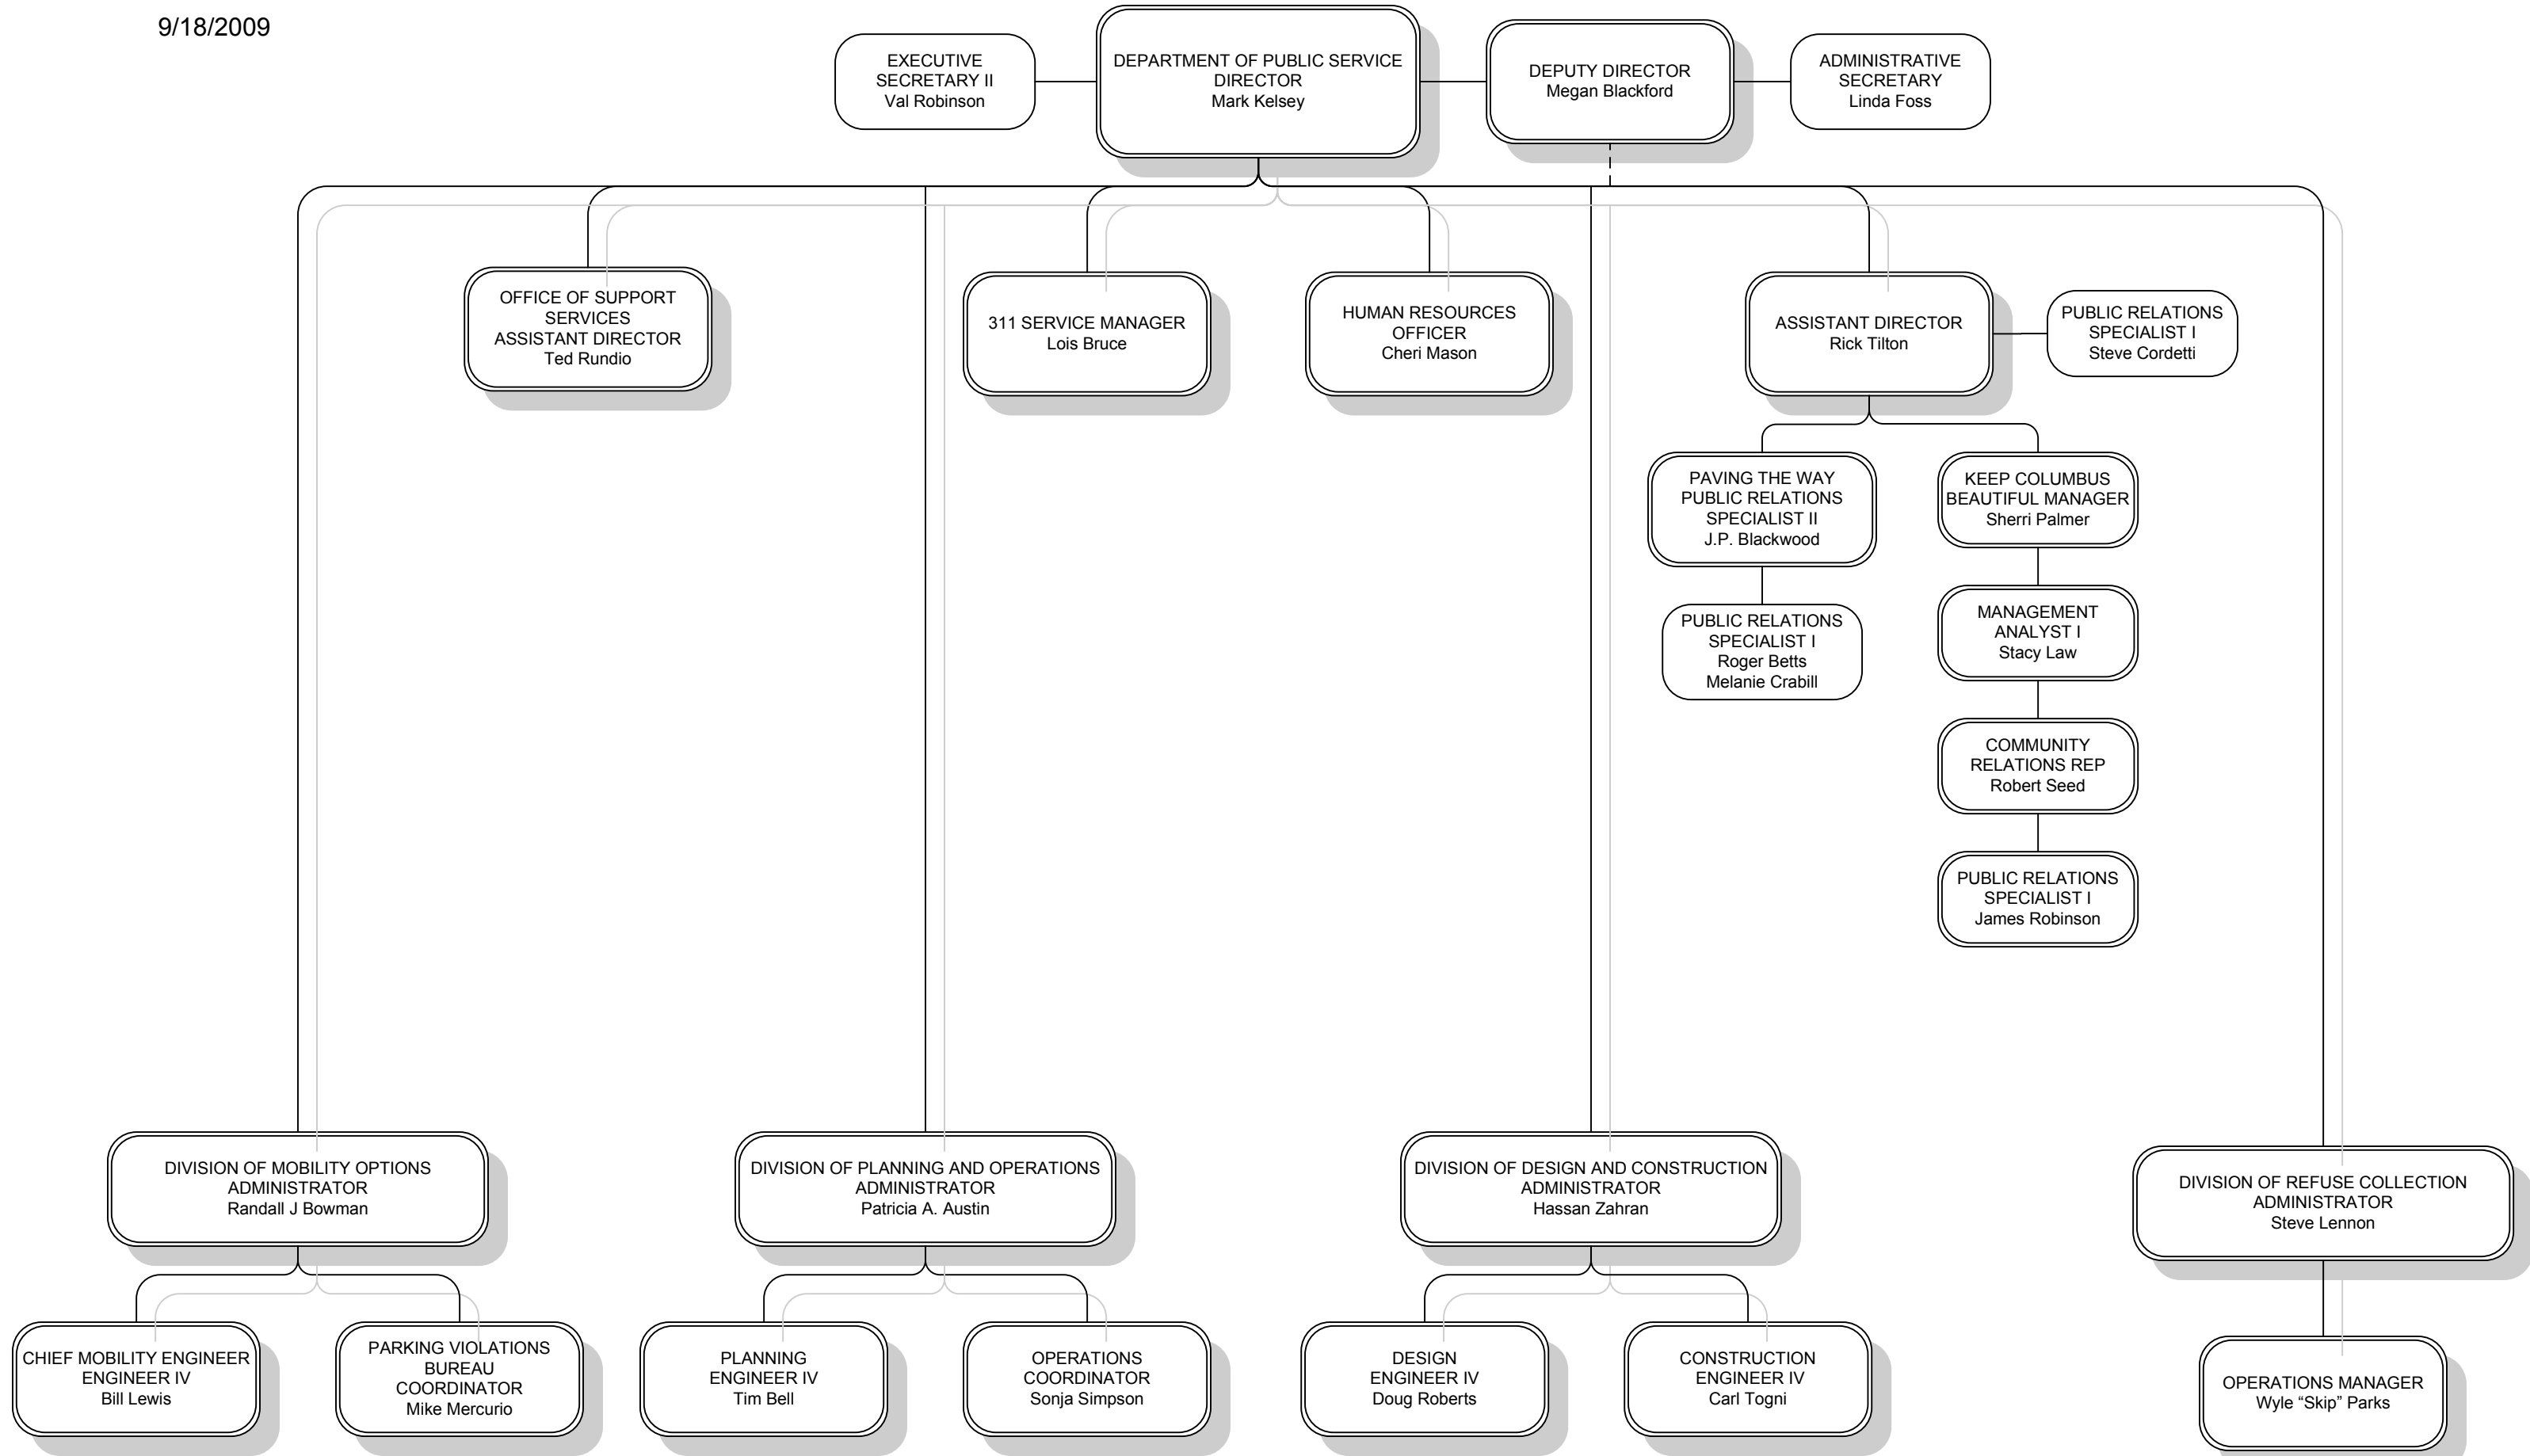 9/18/2009
EXECUTIVE
SECRETARY II
Val Robinson
DEPARTMENT OF PUBLIC SERVICE
DIRECTOR
Mark Kelsey
DEPUTY DIRECTOR
Megan Blackford
ADMINISTRATIVE
SECRETARY
Linda Foss
OFFICE OF SUPPORT
SERVICES
ASSISTANT DIRECTOR
Ted Rundio
311 SERVICE MANAGER
Lois Bruce
HUMAN RESOURCES
OFFICER
Cheri Mason
ASSISTANT DIRECTOR
Rick Tilton
PUBLIC RELATIONS
SPECIALIST I
Steve Cordetti
PAVING THE WAY
PUBLIC RELATIONS
SPECIALIST II
J.P. Blackwood
KEEP COLUMBUS
BEAUTIFUL MANAGER
Sherri Palmer
PUBLIC RELATIONS
SPECIALIST I
Roger Betts
Melanie Crabill
MANAGEMENT
ANALYST I
Stacy Law
COMMUNITY
RELATIONS REP
Robert Seed
PUBLIC RELATIONS
SPECIALIST I
James Robinson
DIVISION OF MOBILITY OPTIONS
ADMINISTRATOR
Randall J Bowman
DIVISION OF PLANNING AND OPERATIONS
ADMINISTRATOR
Patricia A. Austin
DIVISION OF DESIGN AND CONSTRUCTION
ADMINISTRATOR
Hassan Zahran
DIVISION OF REFUSE COLLECTION
ADMINISTRATOR
Steve Lennon
CHIEF MOBILITY ENGINEER
ENGINEER IV
Bill Lewis
PARKING VIOLATIONS
BUREAU
COORDINATOR
Mike Mercurio
PLANNING
ENGINEER IV
Tim Bell
OPERATIONS
COORDINATOR
Sonja Simpson
DESIGN
ENGINEER IV
Doug Roberts
CONSTRUCTION
ENGINEER IV
Carl Togni
OPERATIONS MANAGER
Wyle “Skip” Parks